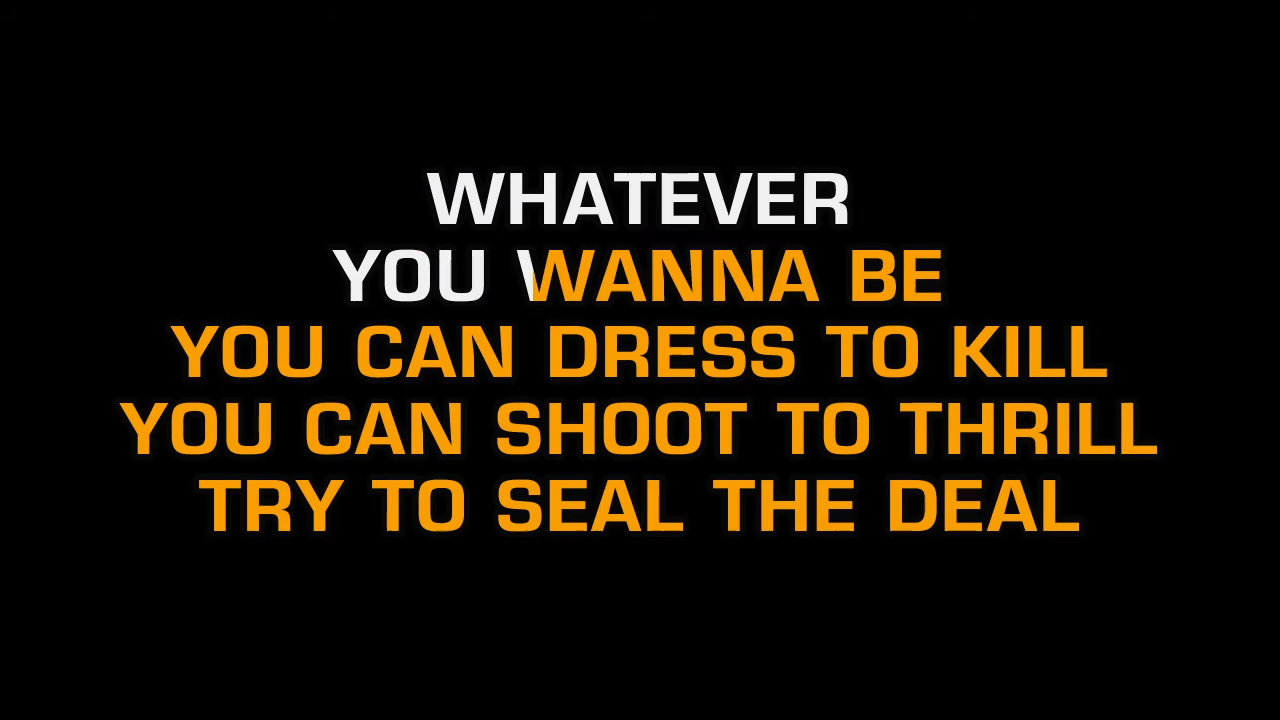 WHATEVER
YOU WANNA BE
YOU CAN DRESS TO KILL
YOU CAN SHOOT TO THRILL
TRY TO SEAL THE DEAL